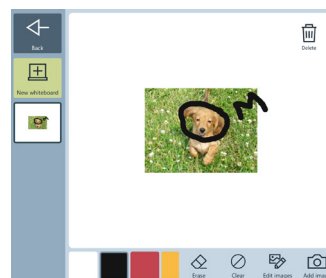 Back
Delete
New whiteboard
M
Erase
Clear
Edit images
Add ima